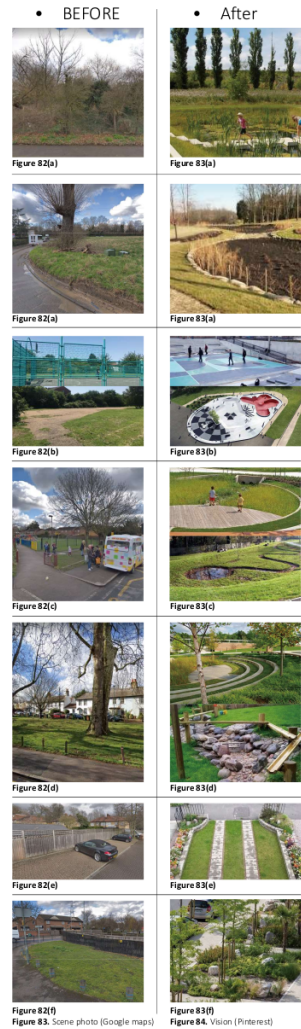 • BEFORE
• After
Figure 82(a)
Figure 83(a)
Figure 82(a)
Figure 83(a)
Figure 82(b)
Figure 83(b)
Figure 82(c)
Figure 83(c)
Figure 82(d)
Figure 83(d)
Figure 82(e)
Figure 83(e)
Figure 82(f)
Figure 83(f)
Figure 83. Scene photo (Google maps)
Figure 84. Vision (Pinterest)